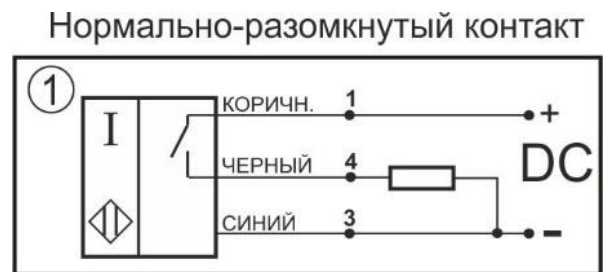 Нормально-разомкнутый контакт
1
I
КОРИЧН. 1
+
ЧЕРНЫЙ 4
DC
СИНИЙ 3
-